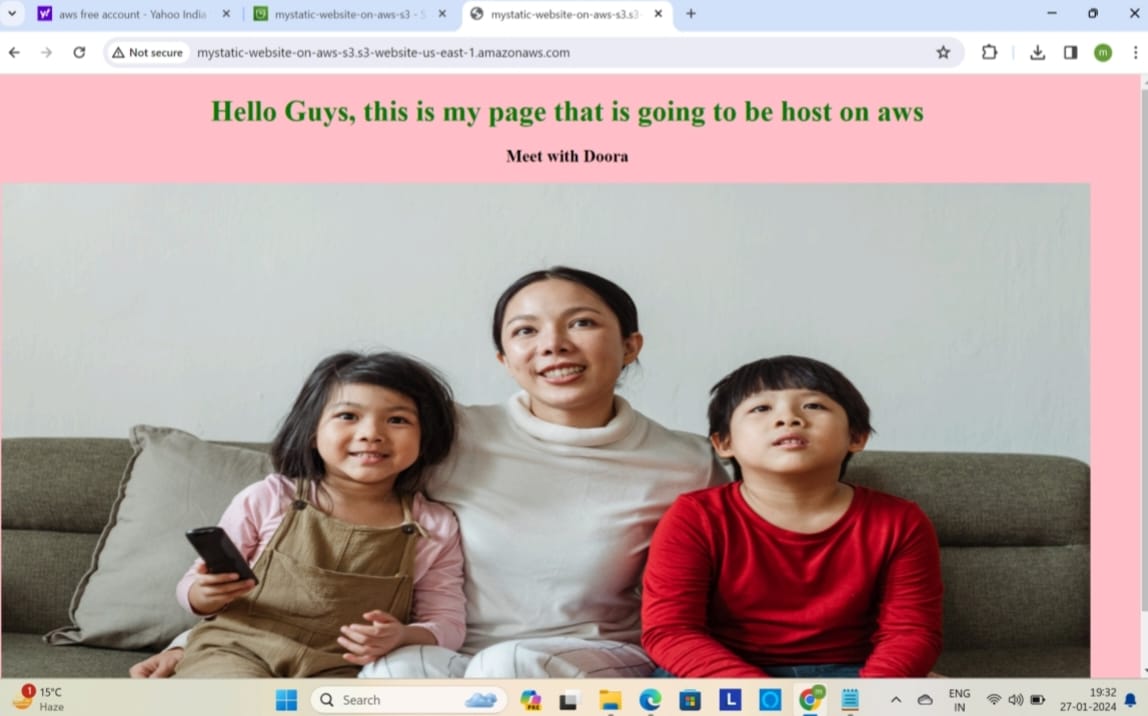 aws free account - Yahoo India
mystatic-website-on-aws-s3 - S
mystatic-website-on-aws-s3.s3-
Not secure
mystatic-website-on-aws-s3.s3-website-us-east-1.amazonaws.com
m
Hello Guys, this is my page that is going to be host on aws
Meet with Doora
1
15°C
Haze
Search
PRE
L
m
ENG
IN
19:32
27-01-2024